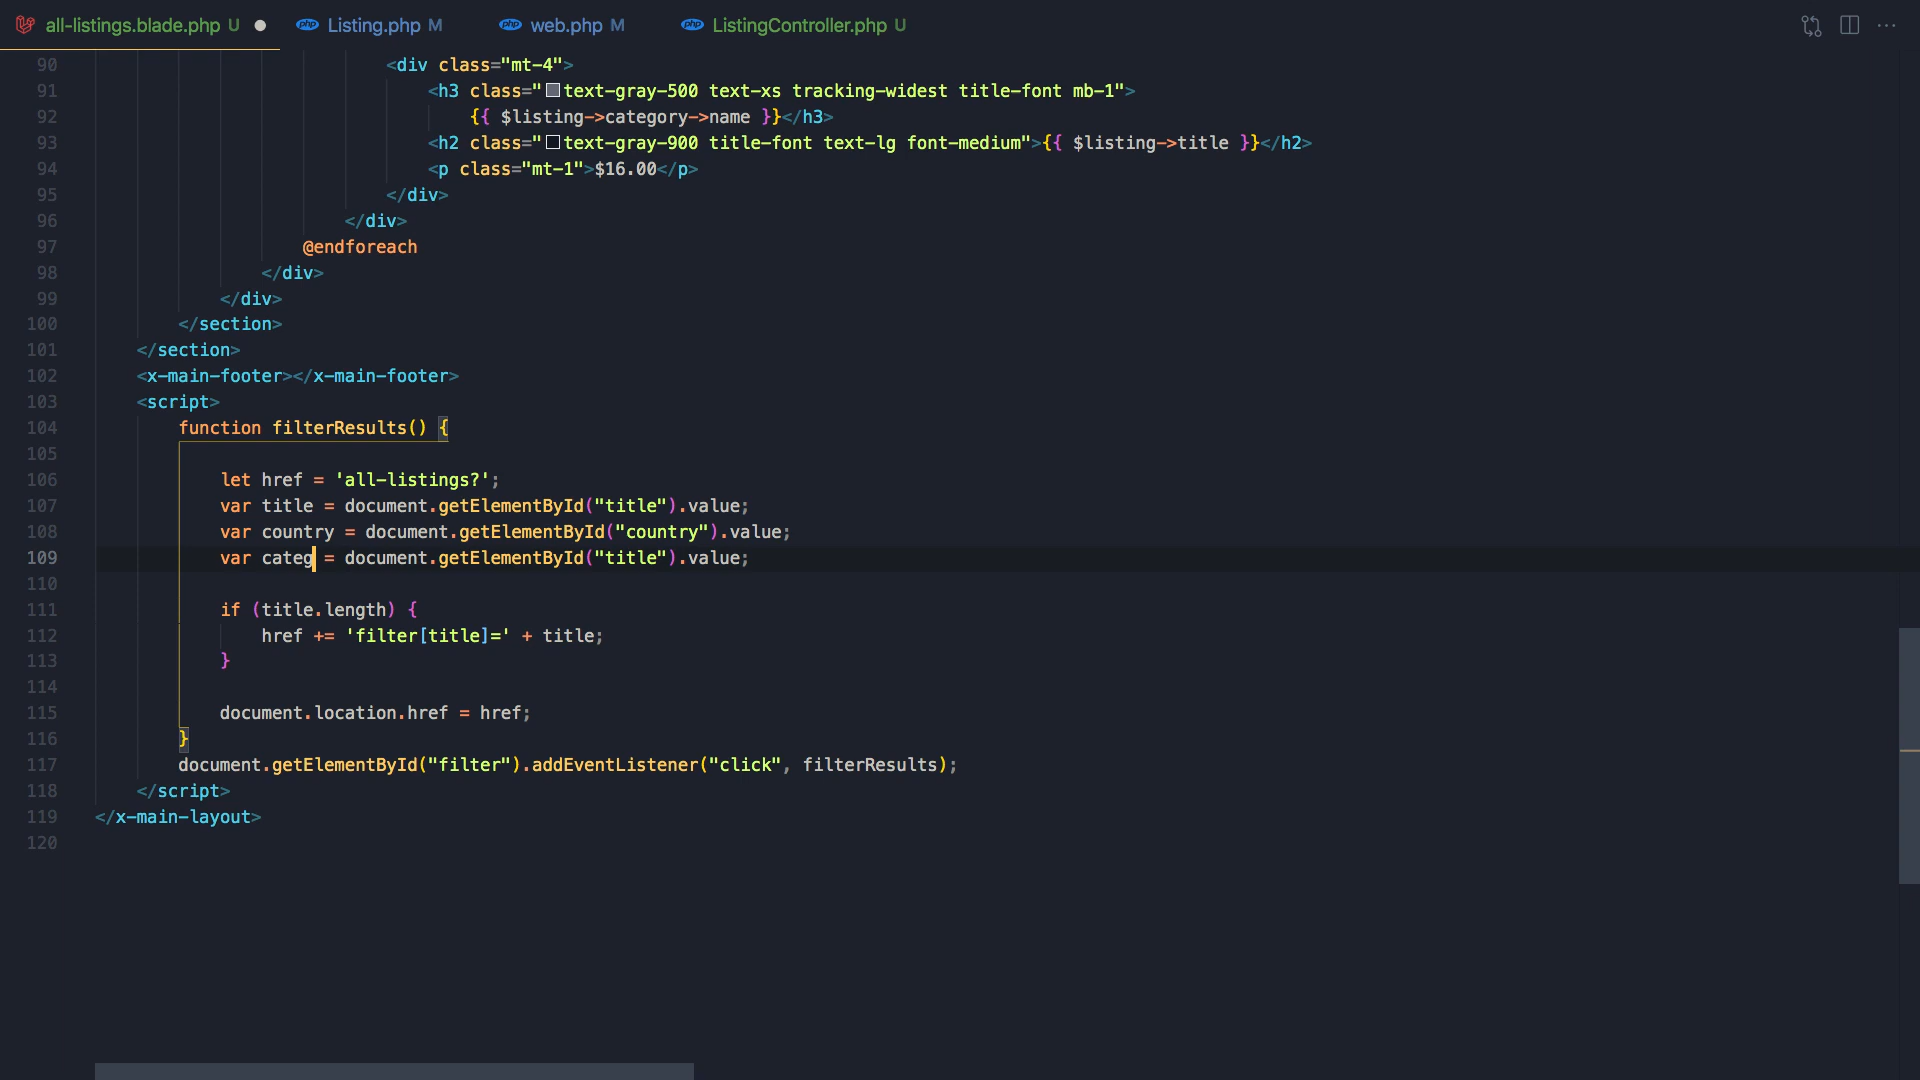 all-listings.blade.php U
Listing.php M
web.php M
ListingController.php U
90 <div class="mt-4">
91 <h3 class="text-gray-500 text-xs tracking-widest title-font mb-1">
92 {{ $listing->category->name }}</h3>
93 <h2 class="text-gray-900 title-font text-lg font-medium">{{ $listing->title }}</h2>
94 <p class="mt-1">$16.00</p>
95 </div>
96 </div>
97 @endforeach
98 </div>
99 </div>
100 </section>
101 </section>
102 <x-main-footer></x-main-footer>
103 <script>
104 function filterResults() {
105
106 let href = 'all-listings?';
107 var title = document.getElementById("title").value;
108 var country = document.getElementById("country").value;
109 var categ = document.getElementById("title").value;
110
111 if (title.length) {
112 href += 'filter[title]=' + title;
113 }
114
115 document.location.href = href;
116 }
117 document.getElementById("filter").addEventListener("click", filterResults);
118 </script>
119 </x-main-layout>
120